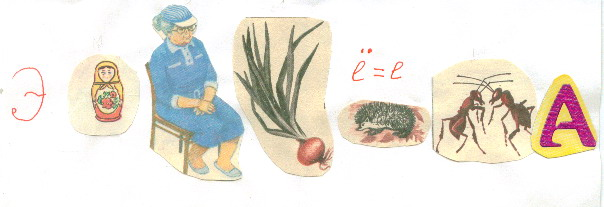 Э ё = е А